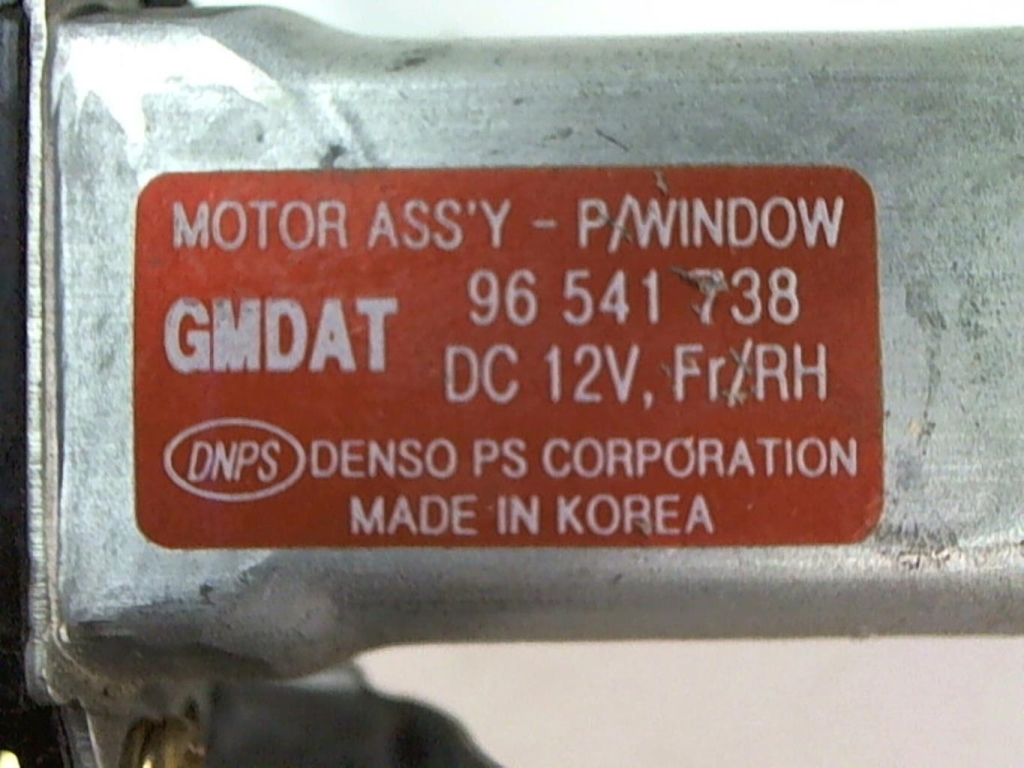 MOTOR ASS'Y - P/WINDOW
GMDAT
96 541 738
DC 12V, Fr/RH
DNPS DENSO PS CORPORATION
MADE IN KOREA